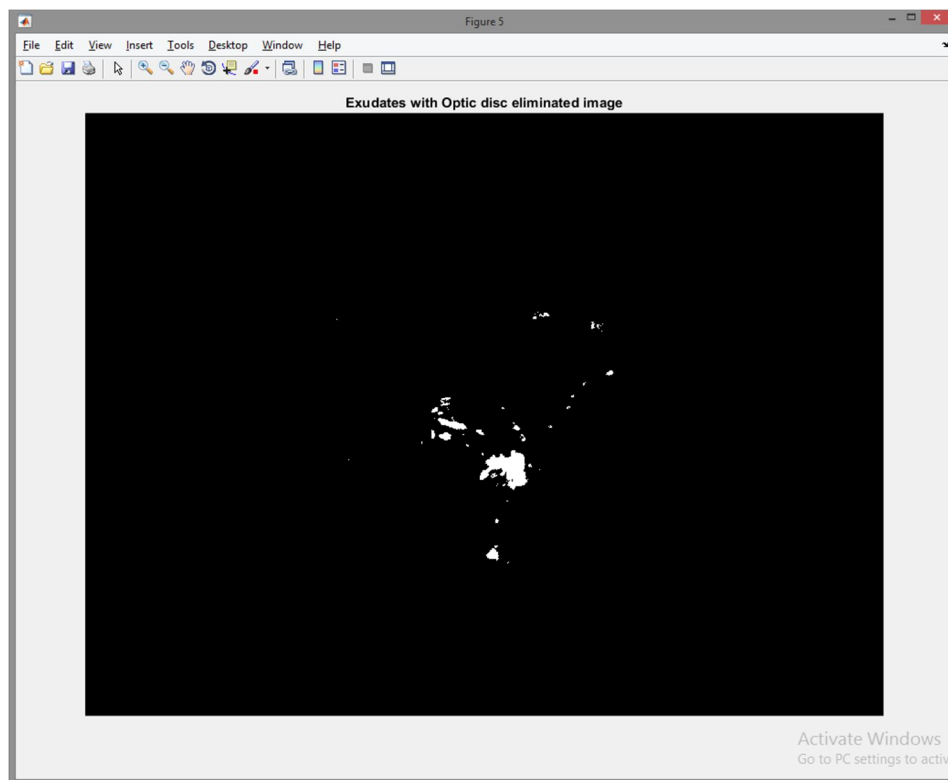 Figure 5
File Edit View Insert Tools Desktop Window Help
Exudates with Optic disc eliminated image
Activate Windows
Go to PC settings to activ